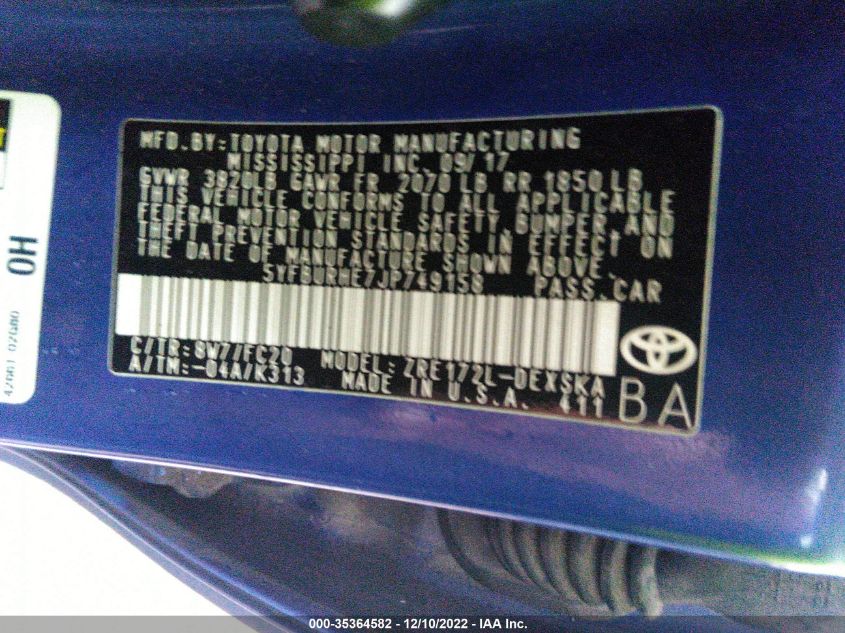 MFD.BY:TOYOTA MOTOR MANUFACTURING
MISSISSIPPI INC.09/17
GVWR 3820LB GAWR FR 2070 LB RR 1850 LB
THIS VEHICLE CONFORMS TO ALL APPLICABLE
FEDERAL MOTOR VEHICLE SAFETY, BUMPER, AND
THEFT PREVENTION STANDARDS IN EFFECT ON
THE DATE OF MANUFACTURE SHOWN ABOVE.
5YFBURHE7JP749158 PASS.CAR
C/TR:8W7/FC20 MODEL:ZRE172L-DEXSKA
A/TM:-04A/K313 MADE IN U.S.A. 411
BA
HO
42661 02G80
000-35364582 - 12/10/2022 - IAA Inc.